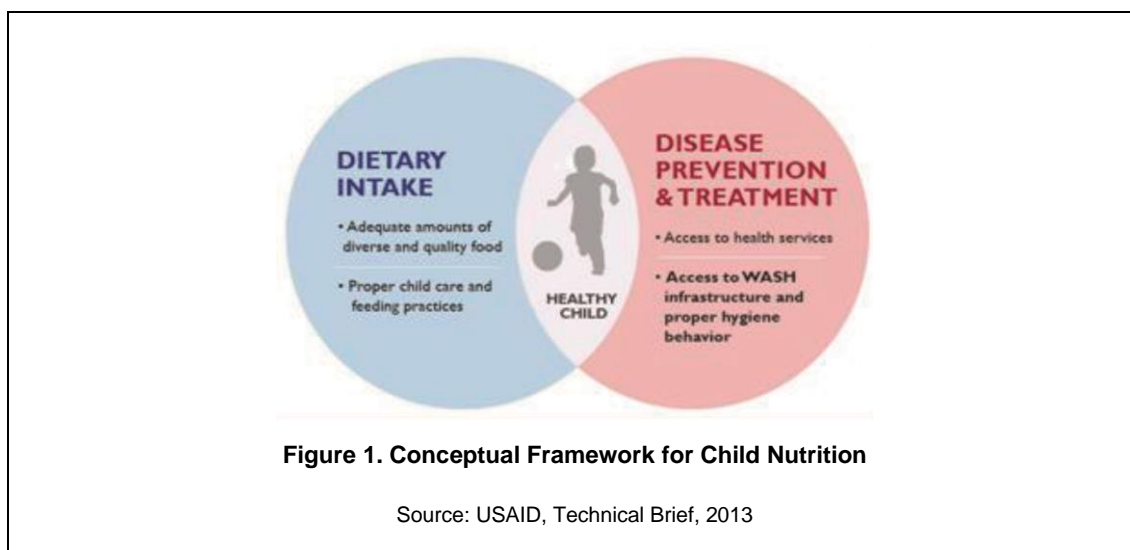 DIETARY
INTAKE
• Adequate amounts of
diverse and quality food
• Proper child care and
feeding practices
HEALTHY
CHILD
DISEASE
PREVENTION
& TREATMENT
• Access to health services
• Access to WASH
infrastructure and
proper hygiene
behavior
Figure 1. Conceptual Framework for Child Nutrition
Source: USAID, Technical Brief, 2013